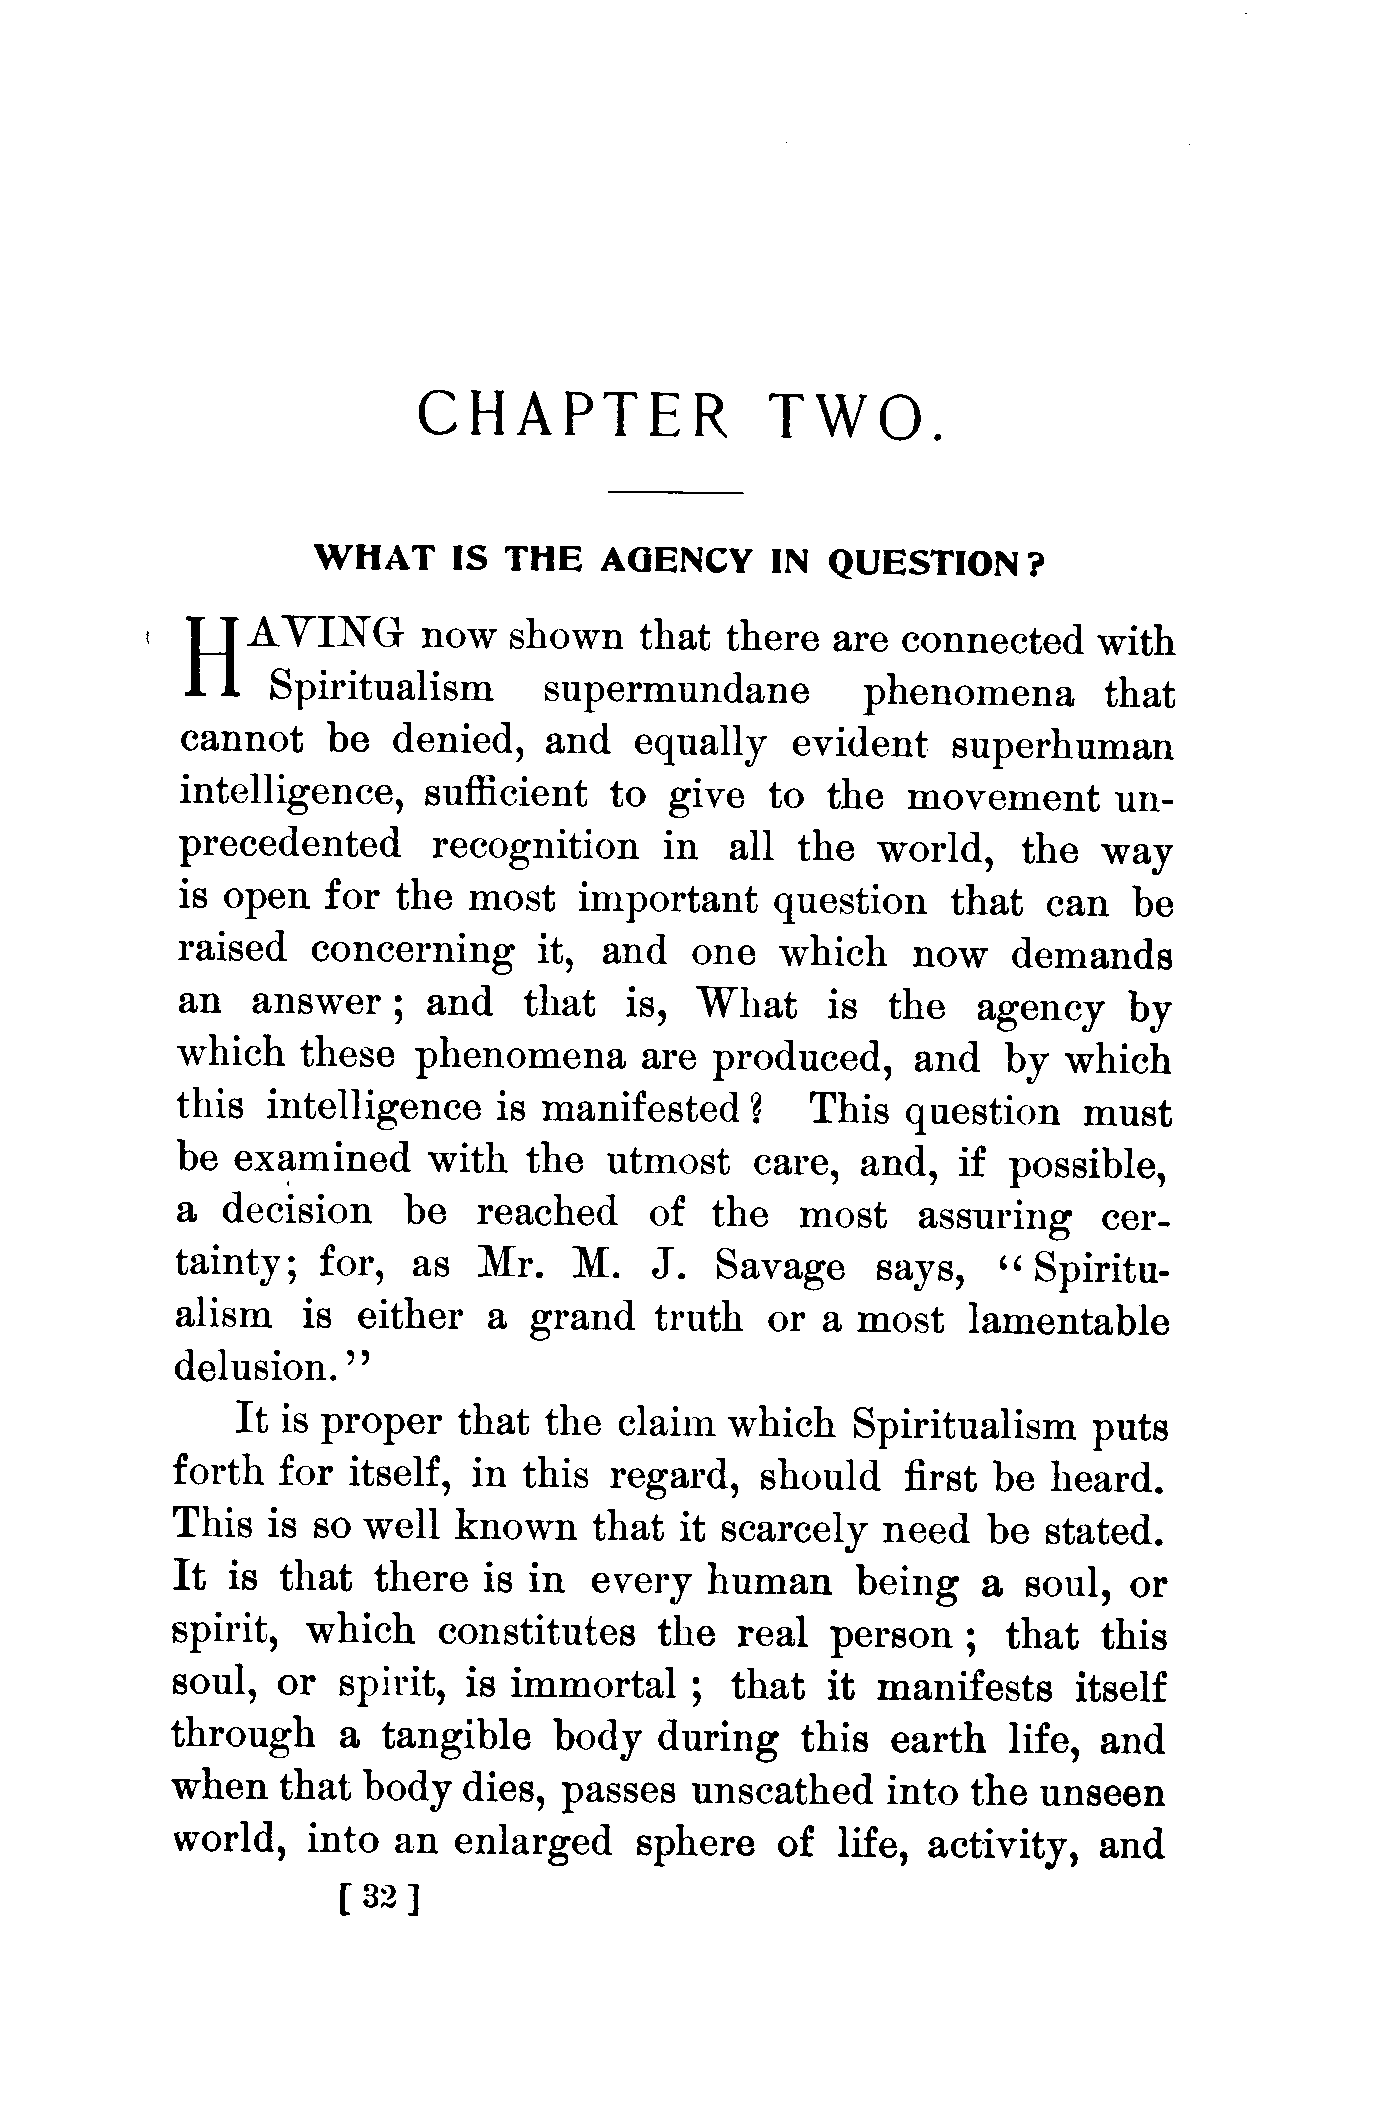 CHAPTER TWO.
WHAT IS THE AGENCY IN QUESTION?
HAVING now shown that there are connected with
Spiritualism supermundane phenomena that
cannot be denied, and equally evident superhuman
intelligence, sufficient to give to the movement un-
precedented recognition in all the world, the way
is open for the most important question that can be
raised concerning it, and one which now demands
an answer; and that is, What is the agency by
which these phenomena are produced, and by which
this intelligence is manifested? This question must
be examined with the utmost care, and, if possible,
a decision be reached of the most assuring cer-
tainty; for, as Mr. M. J. Savage says, "Spiritu-
alism is either a grand truth or a most lamentable
delusion."
It is proper that the claim which Spiritualism puts
forth for itself, in this regard, should first be heard.
This is so well known that it scarcely need be stated.
It is that there is in every human being a soul, or
spirit, which constitutes the real person; that this
soul, or spirit, is immortal; that it manifests itself
through a tangible body during this earth life, and
when that body dies, passes unscathed into the unseen
world, into an enlarged sphere of life, activity, and
[32]